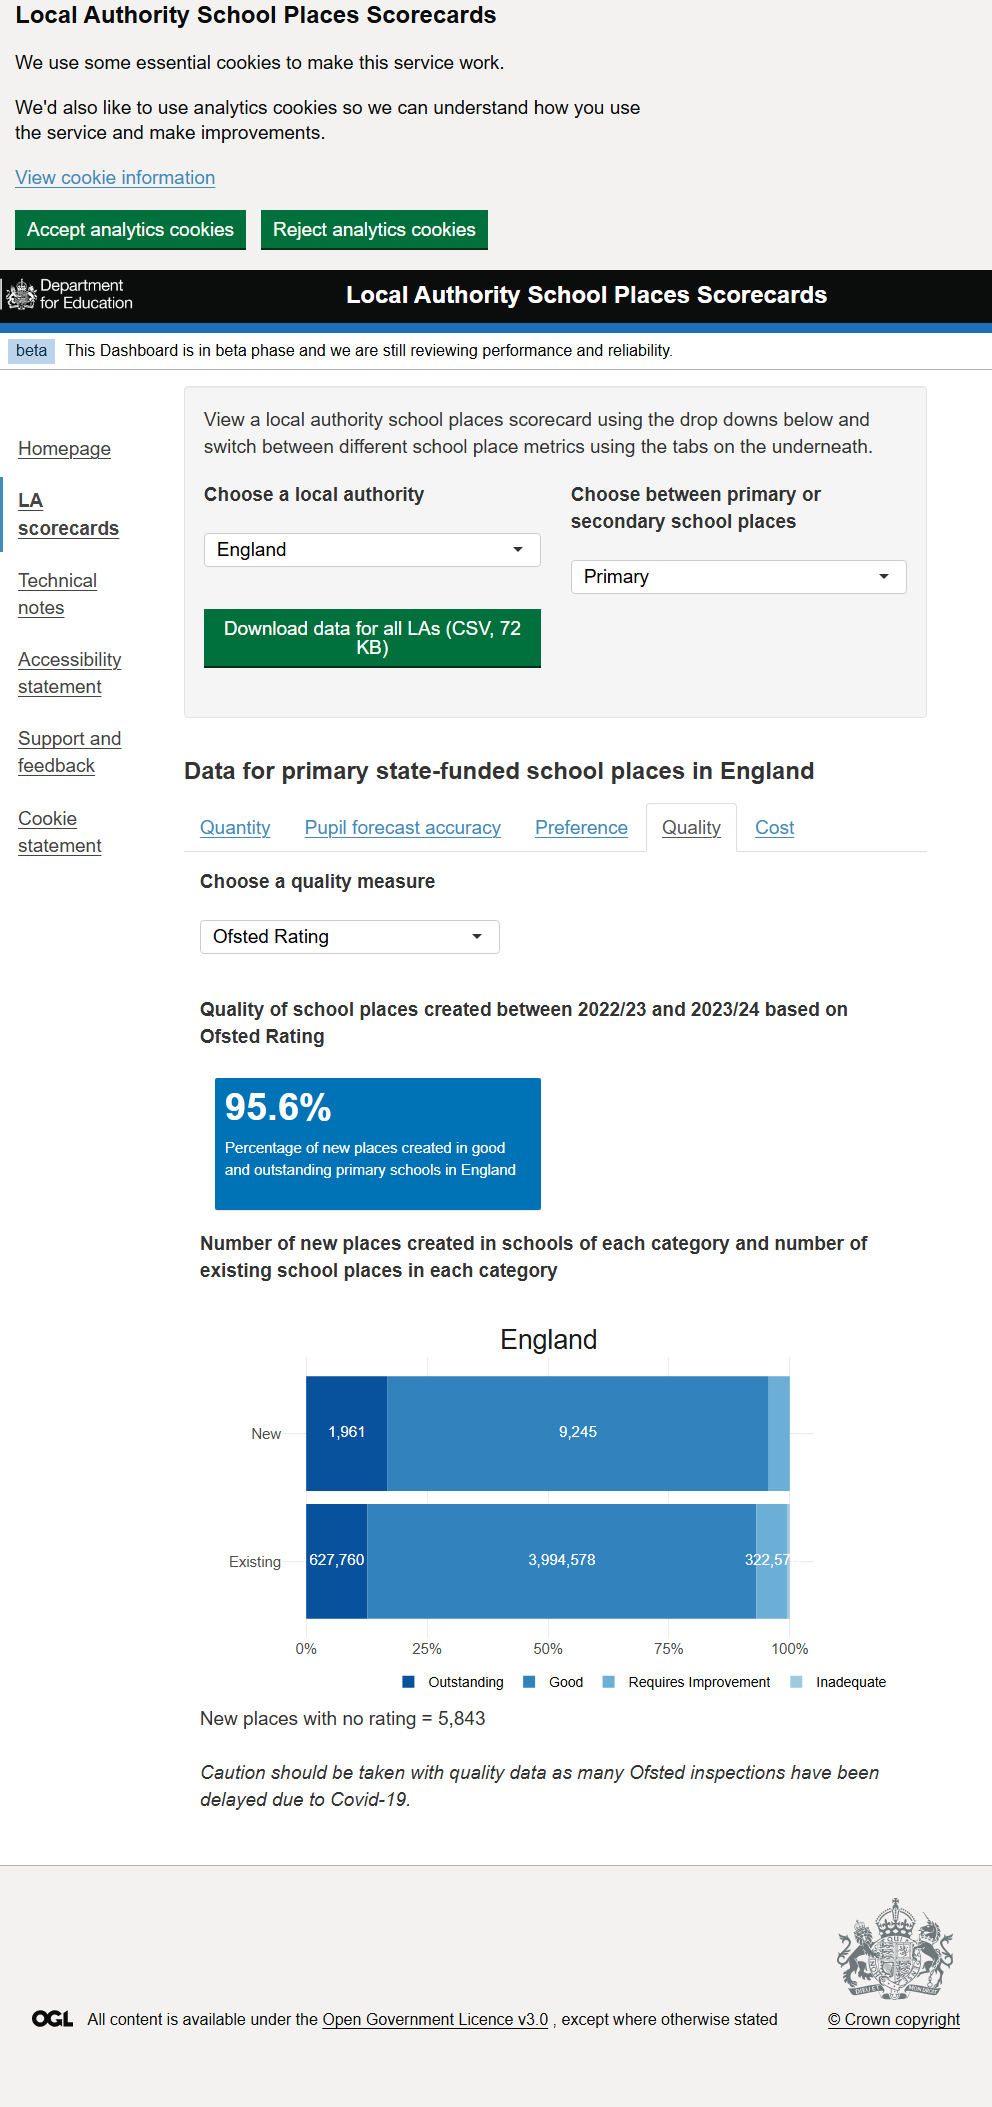 Local Authority School Places Scorecards
We use some essential cookies to make this service work.
We'd also like to use analytics cookies so we can understand how you use
the service and make improvements.
View cookie information
Accept analytics cookies Reject analytics cookies
Department
for Education
Local Authority School Places Scorecards
beta This Dashboard is in beta phase and we are still reviewing performance and reliability.
Homepage
LA
scorecards
Technical
notes
Accessibility
statement
Support and
feedback
Cookie
statement
View a local authority school places scorecard using the drop downs below and
switch between different school place metrics using the tabs on the underneath.
Choose a local authority
England
Download data for all LAs (CSV, 72
KB)
Choose between primary or
secondary school places
Primary
Data for primary state-funded school places in England
Quantity Pupil forecast accuracy Preference Quality Cost
Choose a quality measure
Ofsted Rating
Quality of school places created between 2022/23 and 2023/24 based on
Ofsted Rating
95.6%
Percentage of new places created in good
and outstanding primary schools in England
Number of new places created in schools of each category and number of
existing school places in each category
England
New 1,961 9,245
Existing 627,760 3,994,578 322,57
0% 25% 50% 75% 100%
Outstanding Good Requires Improvement Inadequate
New places with no rating = 5,843
Caution should be taken with quality data as many Ofsted inspections have been
delayed due to Covid-19.
OGL All content is available under the Open Government Licence v3.0 , except where otherwise stated
© Crown copyright